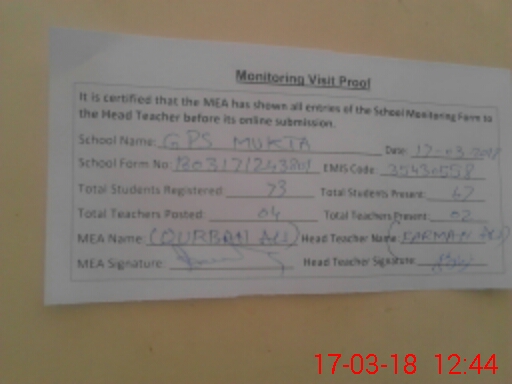 Monitoring Visit Proof
It is certified that the MEA has shown all entries of the School Monitoring Form to
the Head Teacher before its online submission.
School Name: GPS MUKTA Date: 17-03-2018
School Form No: EMIS Code: 35430558
Total Students Registered: 73 Total Students Present: 67
Total Teachers Posted: 04 Total Teachers Present: 02
MEA Name: (QURBAN ALI) Head Teacher Name: (FARMAN ALI)
MEA Signature: Head Teacher Signature:
17-03-18 12:44